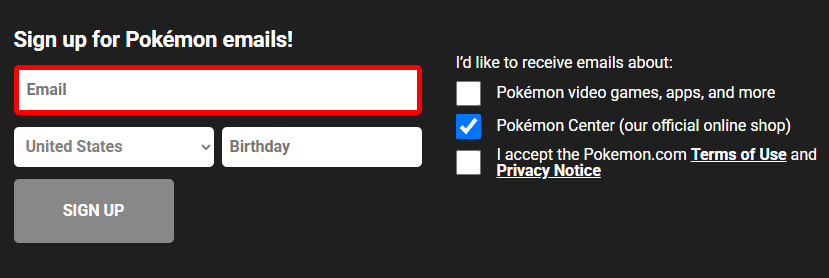 Sign up for Pokémon emails!
Email
United States
Birthday
SIGN UP
I'd like to receive emails about:
Pokémon video games, apps, and more
Pokémon Center (our official online shop)
I accept the Pokemon.com Terms of Use and
Privacy Notice